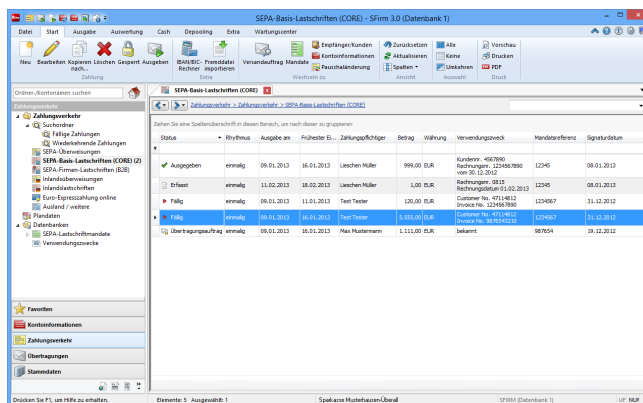 SEPA-Basis-Lastschriften (CORE) - SFirm 3.0 (Datenbank 1)
Datei Start Ausgabe Auswertung Cash Depooling Extra Wartungscenter
Neu Bearbeiten Kopieren nach... Löschen Gesperrt Ausgeben
IBAN/BIC-Rechner Fremddatei importieren
Versandauftrag Mandate
Empfänger/Kunden
Kontoinformationen
Pauschaländerung
Zurücksetzen
Aktualisieren
Spalten
Alle
Keine
Umkehren
Vorschau
Drucken
PDF
Zahlung Extra Wechseln zu Ansicht Auswahl Druck
Ordner-/Kontonamen suchen
Zahlungsverkehr
Zahlungsverkehr
Suchordner
Fällige Zahlungen
Wiederkehrende Zahlungen
SEPA-Überweisungen
SEPA-Basis-Lastschriften (CORE) (2)
SEPA-Firmen-Lastschriften (B2B)
Inlandsüberweisungen
Inlandslastschriften
Euro-Expresszahlung online
Ausland / weitere
Plandaten
Datenbanken
SEPA-Lastschriftmandate
Verwendungszwecke
Favoriten
Kontoinformationen
Zahlungsverkehr
Übertragungen
Stammdaten
SEPA-Basis-Lastschriften (CORE)
Zahlungsverkehr > Zahlungsverkehr > SEPA-Basis-Lastschriften (CORE)
Ziehen Sie eine Spaltenüberschrift in diesen Bereich, um nach dieser zu gruppieren
Status Rhythmus Ausgabe am Frühester Ei... Zahlungspflichtiger Betrag Währung Verwendungszweck Mandatsreferenz Signaturdatum
Ausgegeben einmalig 09.01.2013 16.01.2013 Lieschen Müller 999,00 EUR Kundennr. 4567890 Rechnungsnr. 1234567890 vom 30.12.2012 12345 08.01.2013
Erfasst einmalig 11.02.2013 18.02.2013 Lieschen Müller 1,00 EUR Rechnungsnr. 0815 Rechnungsdatum 01.02.2013 12345 08.01.2013
Fällig einmalig 09.01.2013 11.01.2013 Test Tester 120,00 EUR Customer No. 47114812 Invoice No. 1234567890 1234567 31.12.2012
Fällig einmalig 09.01.2013 16.01.2013 Test Tester 5.555,00 EUR Customer No. 47114812 Invoice No. 9876543210 1234567 31.12.2012
Übertragungsauftrag einmalig 09.01.2013 16.01.2013 Max Mustermann 1.111,00 EUR bekannt 987654 19.12.2012
Drücken Sie F1, um Hilfe zu erhalten. Elemente: 5 Ausgewählt: 1 Sparkasse Musterhausen-Überall SFIRM (Datenbank 1) UF NUM